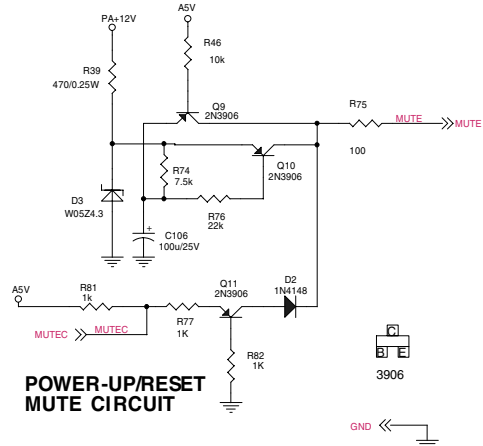 PA+12V
A5V
R46
10k
R39
470/0.25W
Q9
2N3906
R75
MUTE
MUTE
100
Q10
2N3906
R74
7.5k
D3
W05Z4.3
R76
22k
+
C106
100u/25V
Q11
2N3906
D2
1N4148
A5V
R81
1k
MUTEC
MUTEC
R77
1K
R82
1K
C
B E
3906
POWER-UP/RESET
MUTE CIRCUIT
GND